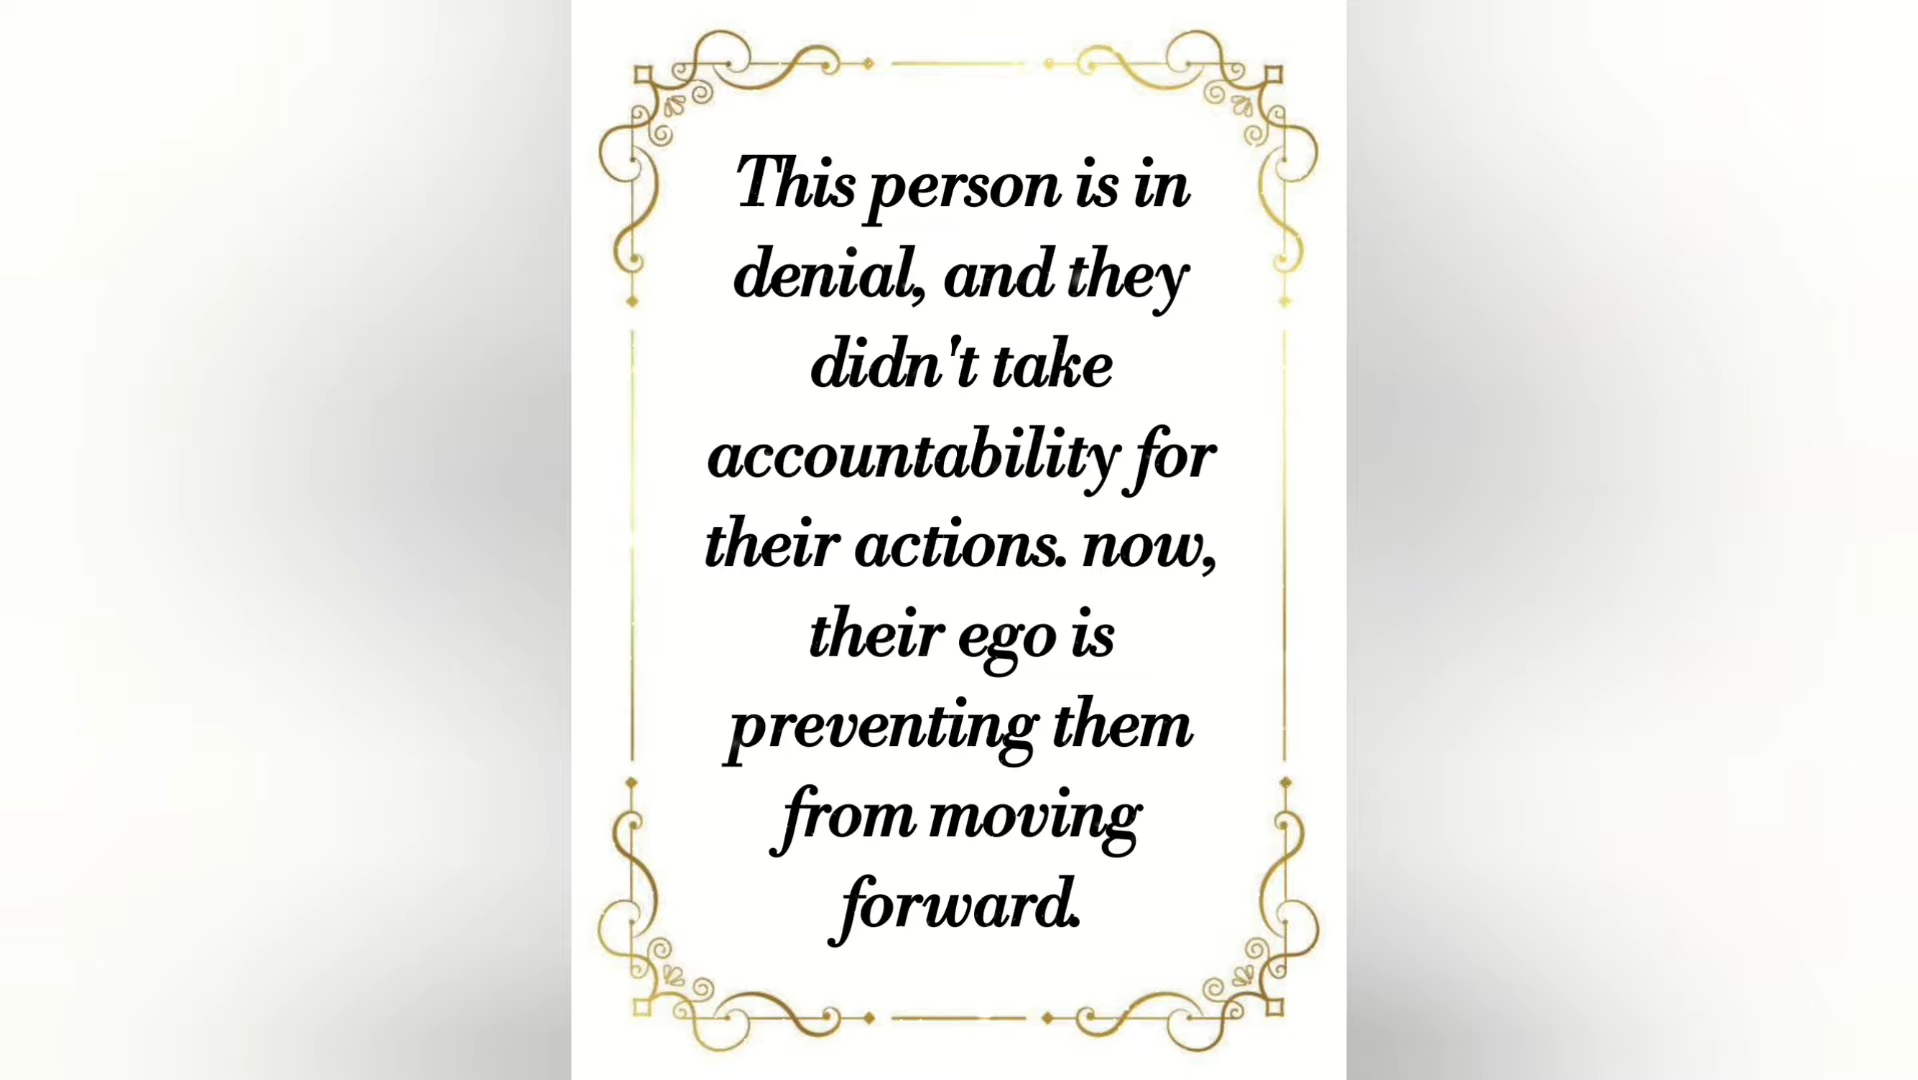 This person is in
denial, and they
didn't take
accountability for
their actions. now,
their ego is
preventing them
from moving
forward.